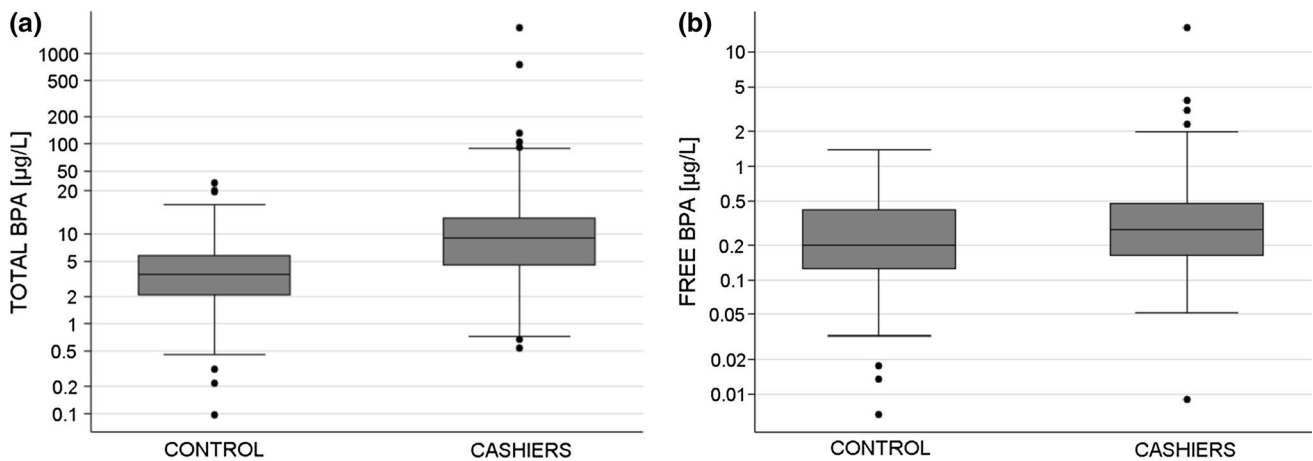 (a)
TOTAL BPA [µg/L]
1000
500
200
100
50
20
10
5
2
1
0.5
0.2
0.1
CONTROL
CASHIERS
(b)
FREE BPA [µg/L]
10
5
2
1
0.5
0.2
0.1
0.05
0.02
0.01
CONTROL
CASHIERS